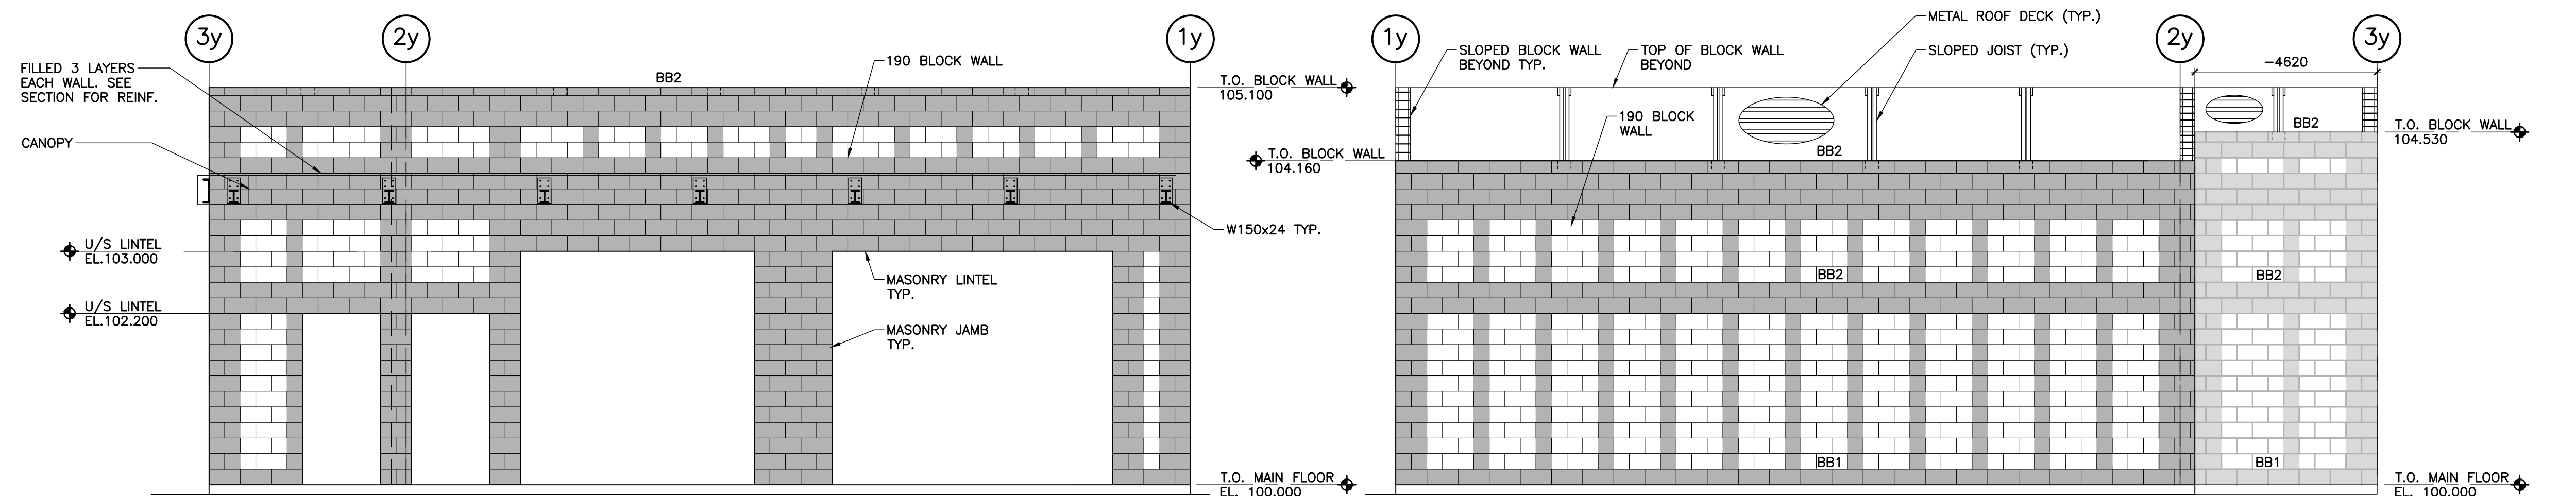 3y
2y
1y
FILLED 3 LAYERS
EACH WALL. SEE
SECTION FOR REINF.
CANOPY
BB2
190 BLOCK WALL
T.O. BLOCK WALL
105.100
U/S LINTEL
EL.103.000
U/S LINTEL
EL.102.200
W150x24 TYP.
MASONRY LINTEL
TYP.
MASONRY JAMB
TYP.
T.O. MAIN FLOOR
EL. 100.000
1y
2y
3y
SLOPED BLOCK WALL
BEYOND TYP.
TOP OF BLOCK WALL
BEYOND
METAL ROOF DECK (TYP.)
SLOPED JOIST (TYP.)
-4620
190 BLOCK
WALL
T.O. BLOCK WALL
104.160
BB2
BB2
T.O. BLOCK WALL
104.530
BB2
BB2
BB1
BB1
T.O. MAIN FLOOR
EL. 100.000